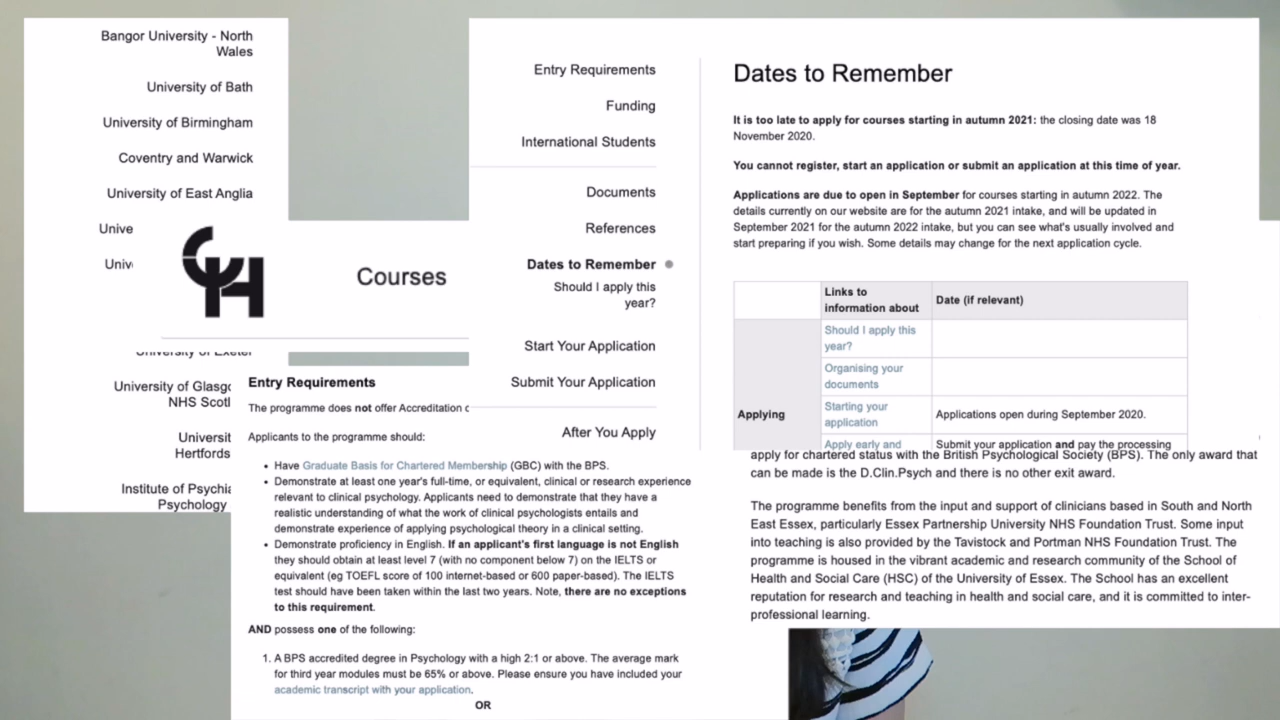 Bangor University - North
Wales
University of Bath
University of Birmingham
Coventry and Warwick
University of East Anglia
Courses
University of Exeter
NHS
Hertfords
Institute of
Psychology
Entry Requirements
Funding
International Students
Documents
References
Dates to Remember
Should I apply this
year?
Start Your Application
Submit Your Application
After You Apply
Dates to Remember
It is too late to apply for courses starting in autumn 2021: the closing date was 18
November 2020.
You cannot register, start an application or submit an application at this time of year.
Applications are due to open in September for courses starting in autumn 2022. The
details currently on our website are for the autumn 2021 intake, and will be updated in
September 2021 for the autumn 2022 intake, but you can see what's usually involved and
start preparing if you wish. Some details may change for the next application cycle.
Links to
information about
Date (if relevant)
Applying
Should I apply this
year?
Organising your
documents
Starting your
application
Applications open during September 2020.
Apply early and
Submit your application and pay the processing
Entry Requirements
The programme does not offer Accreditation
Applicants to the programme should:
• Have Graduate Basis for Chartered Membership (GBC) with the BPS.
• Demonstrate at least one year's full-time, or equivalent, clinical or research experience
relevant to clinical psychology. Applicants need to demonstrate that they have a
realistic understanding of what the work of clinical psychologists entails and
demonstrate experience of applying psychological theory in a clinical setting.
• Demonstrate proficiency in English. If an applicant's first language is not English
they should obtain at least level 7 (with no component below 7) on the IELTS or
equivalent (eg TOEFL score of 100 internet-based or 600 paper-based). The IELTS
test should have been taken within the last two years. Note, there are no exceptions
to this requirement.
AND possess one of the following:
1. A BPS accredited degree in Psychology with a high 2:1 or above. The average mark
for third year modules must be 65% or above. Please ensure you have included your
academic transcript with your application.
OR
apply for chartered status with the British Psychological Society (BPS). The only award that
can be made is the D.Clin.Psych and there is no other exit award.
The programme benefits from the input and support of clinicians based in South and North
East Essex, particularly Essex Partnership University NHS Foundation Trust. Some input
into teaching is also provided by the Tavistock and Portman NHS Foundation Trust. The
programme is housed in the vibrant academic and research community of the School of
Health and Social Care (HSC) of the University of Essex. The School has an excellent
reputation for research and teaching in health and social care, and it is committed to inter-
professional learning.